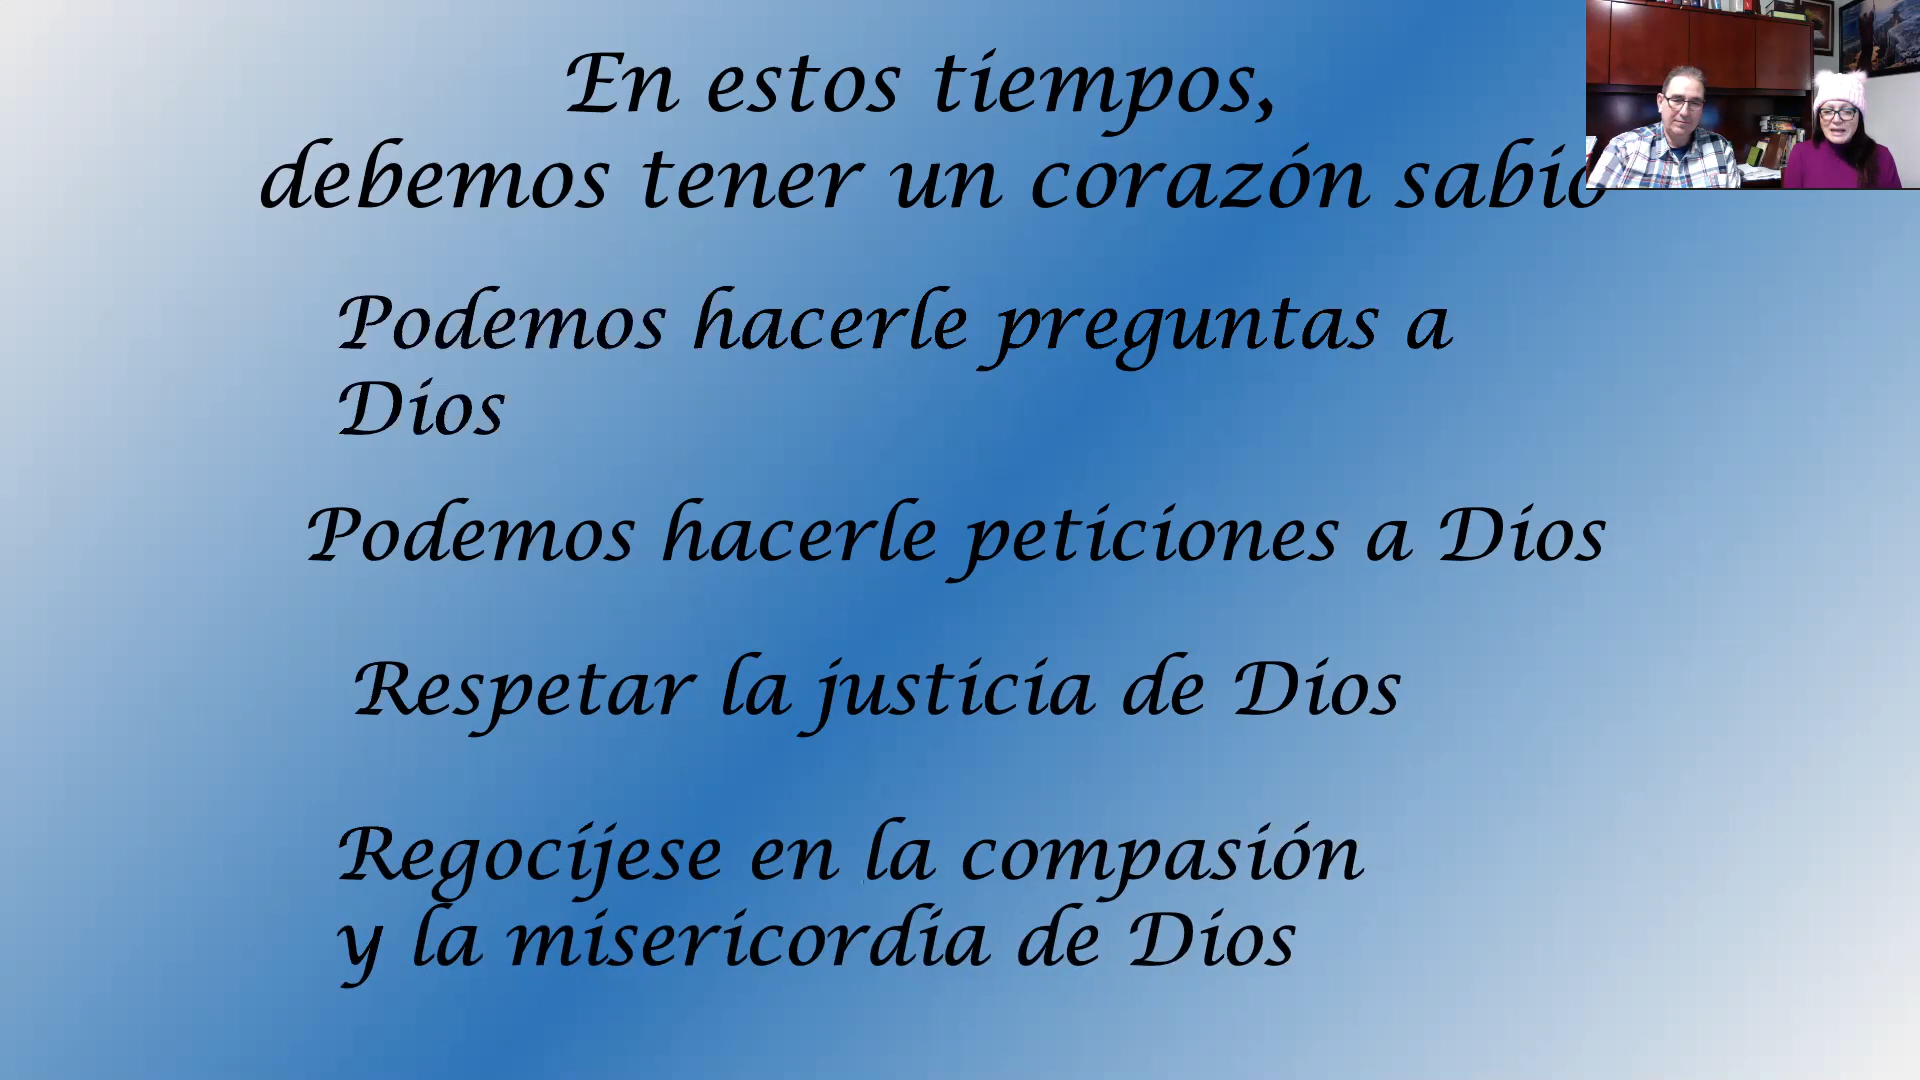 En estos tiempos,
debemos tener un corazón sabio
Podemos hacerle preguntas a
Dios
Podemos hacerle peticiones a Dios
Respetar la justicia de Dios
Regocíjese en la compasión
y la misericordia de Dios